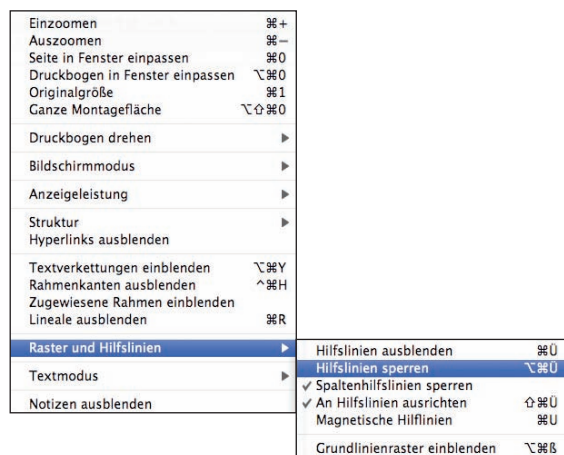 Einzoomen ⌘+
Auszoomen ⌘−
Seite in Fenster einpassen ⌘0
Druckbogen in Fenster einpassen ⌥⌘0
Originalgröße ⌘1
Ganze Montagefläche ⌥⇧⌘0
Druckbogen drehen ▶
Bildschirmmodus ▶
Anzeigeleistung ▶
Struktur ▶
Hyperlinks ausblenden
Textverkettungen einblenden ⌥⌘Y
Rahmenkanten ausblenden ^⌘H
Zugewiesene Rahmen einblenden
Lineale ausblenden ⌘R
Raster und Hilfslinien ▶
Textmodus ▶
Notizen ausblenden
Hilfslinien ausblenden ⌘Ü
Hilfslinien sperren ⌥⌘Ü
✓ Spaltenhilfslinien sperren
✓ An Hilfslinien ausrichten ⇧⌘Ü
Magnetische Hilflinien ⌘U
Grundlinienraster einblenden ⌥⌘ß